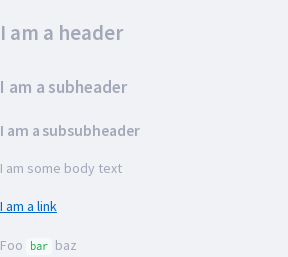 I am a header
I am a subheader
I am a subsubheader
I am some body text
I am a link
Foo bar baz